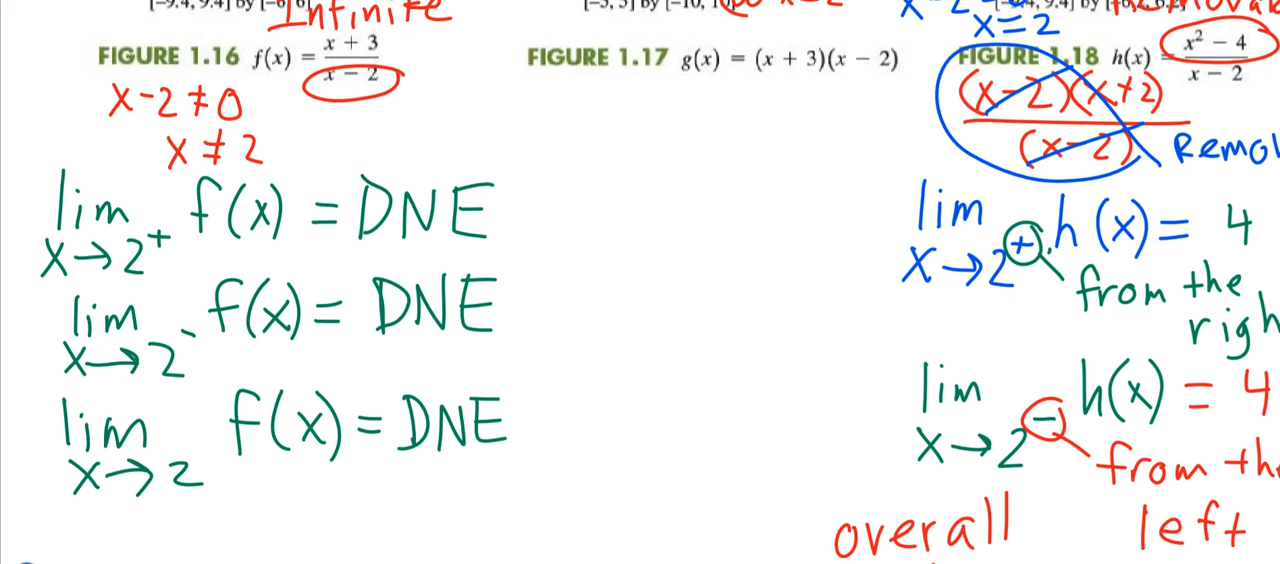 Infinite
x=2
FIGURE 1.16 f(x) = x + 3 / x − 2
x-2≠0
x≠2
lim x→2⁺ f(x) = DNE
lim x→2⁻ f(x) = DNE
lim x→2 f(x) = DNE
FIGURE 1.17 g(x) = (x + 3)(x − 2)
FIGURE 1.18 h(x) = x² − 4 / x − 2
(x-2)(x+2)
(x-2)
lim x→2⁺ h(x) = 4
from the
lim x→2⁻ h(x) = 4
from
left
overall